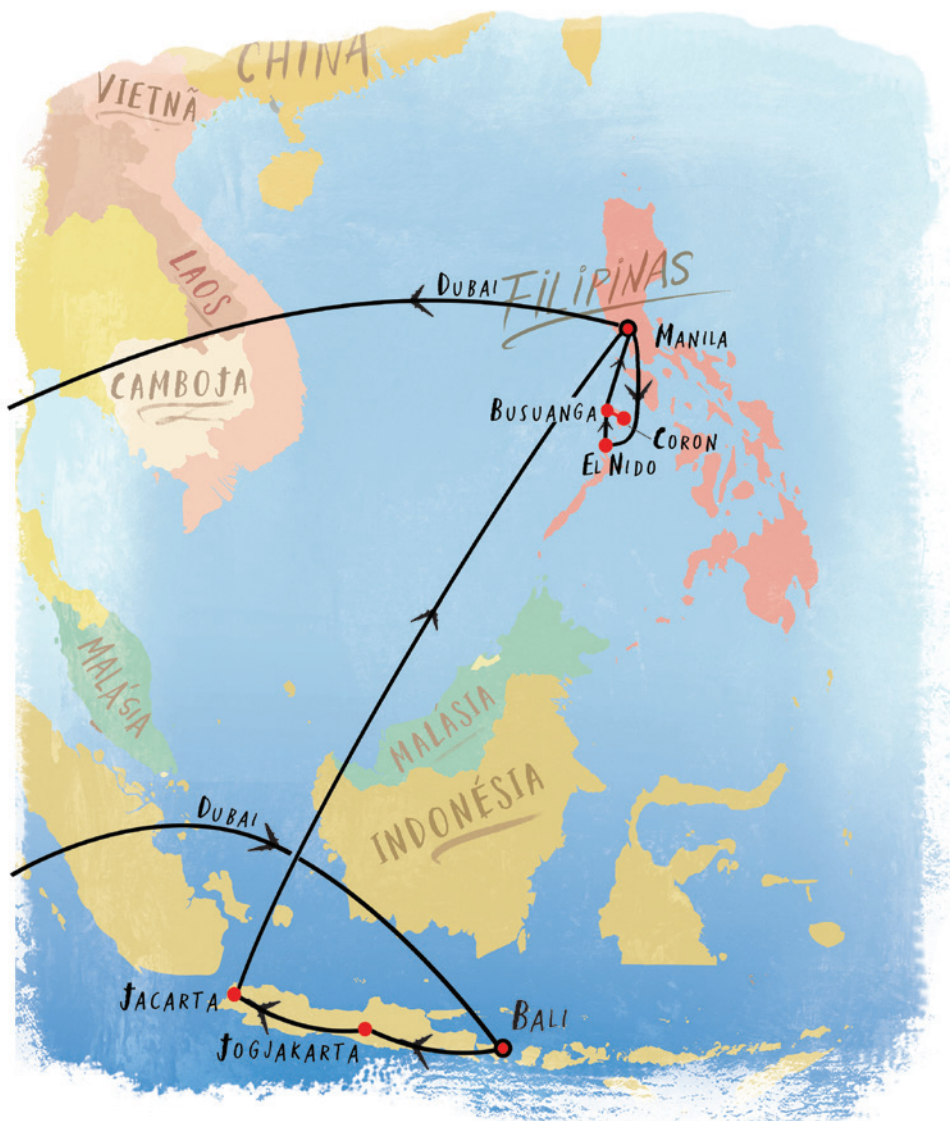 CHINA
VIETNÃ
LAOS
FILIPINAS
DUBAI
MANILA
CAMBOJA
BUSUANGA
CORON
EL NIDO
MALÁSIA
MALÁSIA
INDONÉSIA
DUBAI
JACARTA
BALI
JOGJAKARTA